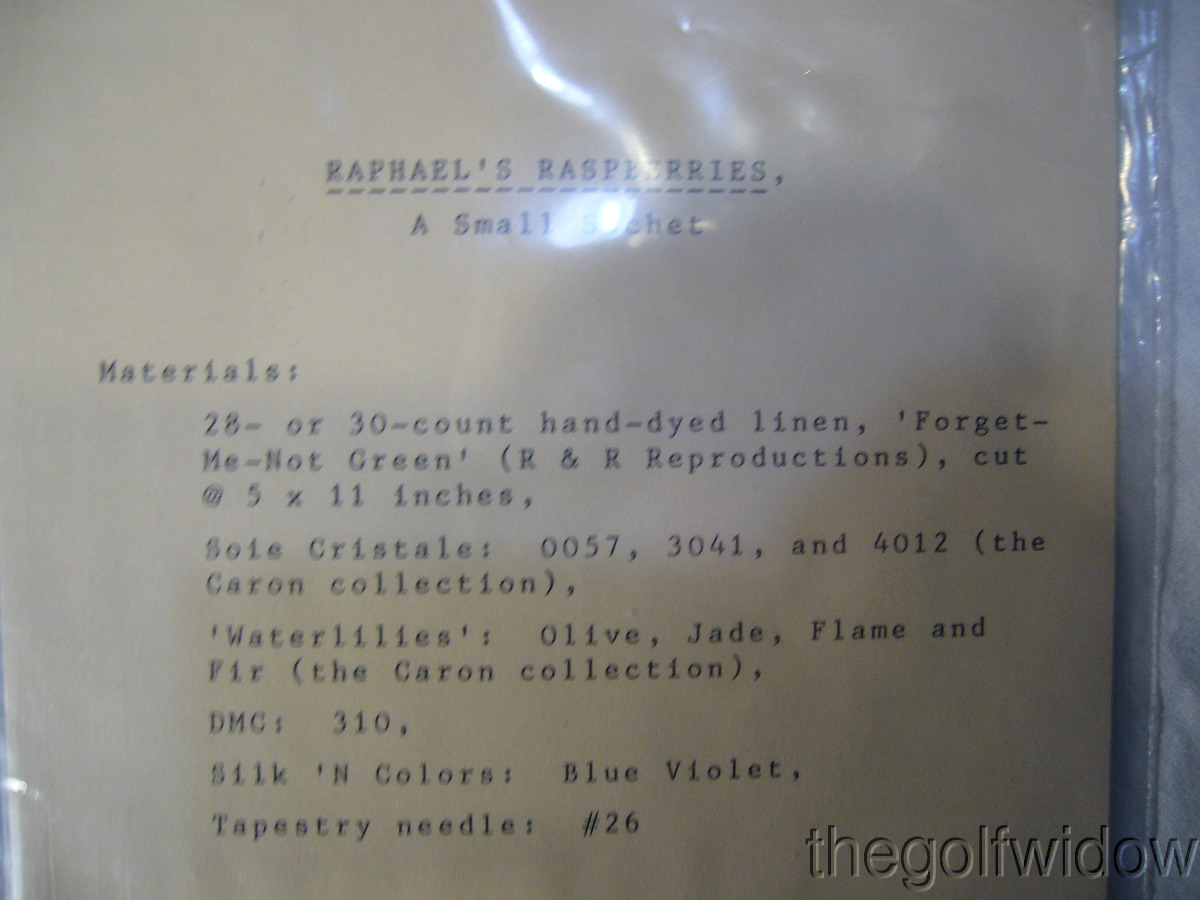 RAPHAEL'S RASPBERRIES,
A Small Sachet
Materials:
28- or 30-count hand-dyed linen, 'Forget-
Me-Not Green' (R & R Reproductions), cut
@ 5 x 11 inches,
Soie Cristale: 0057, 3041, and 4012 (the
Caron collection),
'Waterlilies': Olive, Jade, Flame and
Fir (the Caron collection),
DMC: 310,
Silk 'N Colors: Blue Violet,
Tapestry needle: #26
thegolfwidow